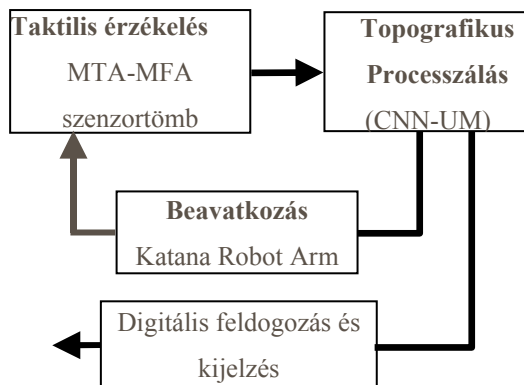 Taktilis érzékelés
MTA-MFA
szenzortömb
Topografikus
Processzálás
(CNN-UM)
Beavatkozás
Katana Robot Arm
Digitális feldogozás és
kijelzés